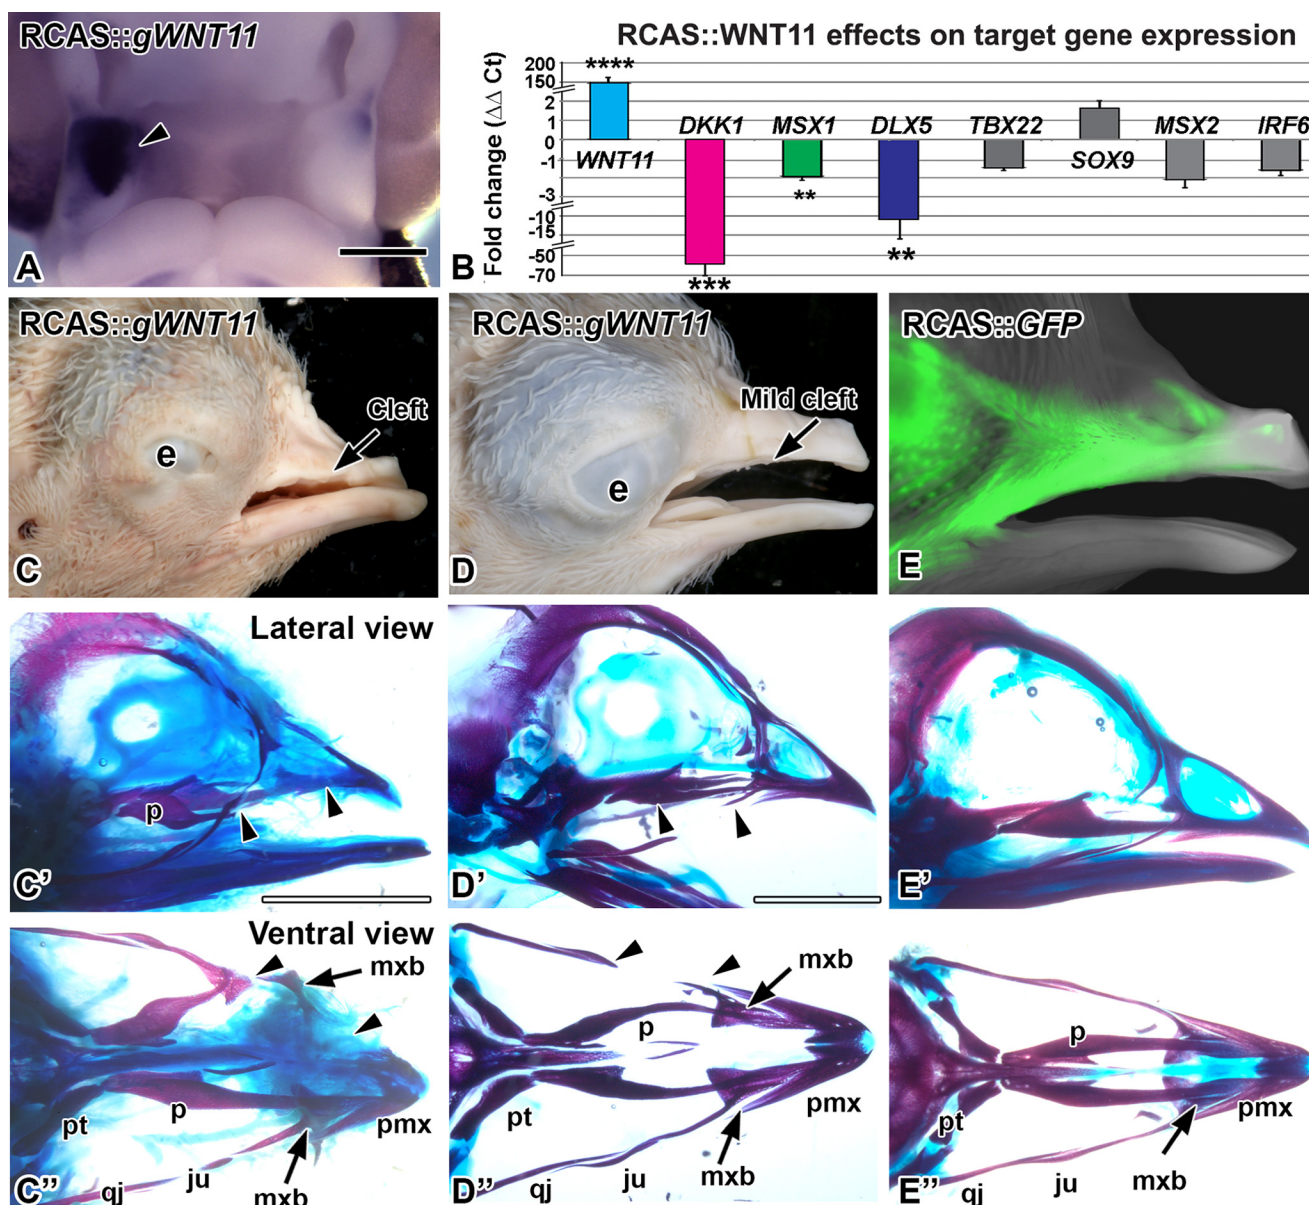 RCAS::gWNT11
A
RCAS::WNT11 effects on target gene expression
Fold change (ΔΔ Ct)
200
150
2
1
0
-1
-3
-10
-15
-50
-70
****
WNT11
DKK1
***
MSX1
**
DLX5
**
TBX22
SOX9
MSX2
IRF6
B
RCAS::gWNT11
Cleft
e
C
RCAS::gWNT11
Mild cleft
e
D
RCAS::GFP
E
Lateral view
p
C’
D’
E’
Ventral view
mxb
p
pt
pmx
ju
qj
mxb
C”
mxb
p
pt
pmx
ju
qj
mxb
D”
p
pt
pmx
mxb
ju
qj
E”